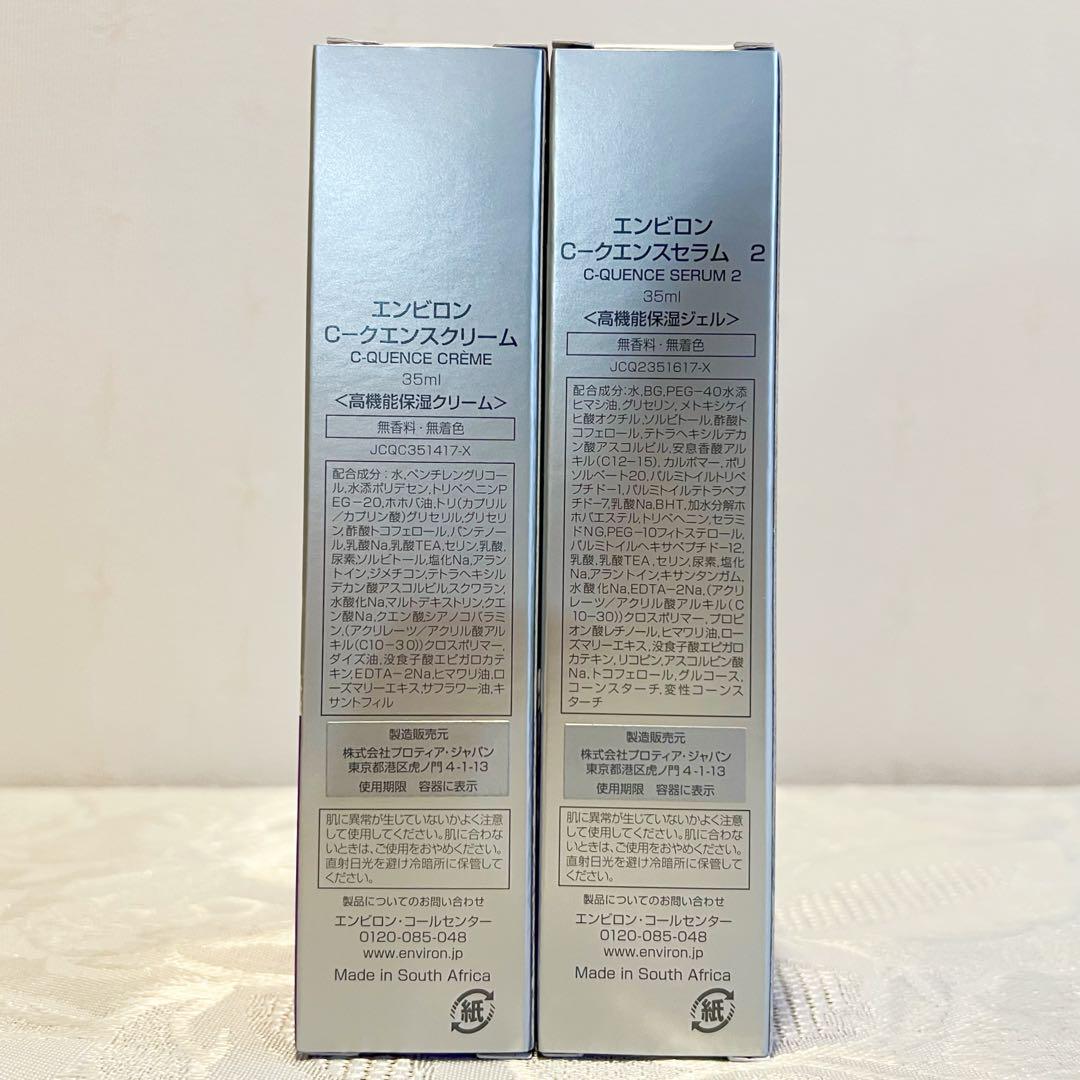 エンビロン
C−クエンスクリーム
C-QUENCE CRÈME
35ml
＜高機能保湿クリーム＞
無香料・無着色
JCQC351417-X
配合成分：水,ペンチレングリコー
ル,水添ポリデセン,トリベヘニンP
EG−20,ホホバ油,トリ(カプリル
／カプリン酸)グリセリル,グリセリ
ン,酢酸トコフェロール,パンテノー
ル,乳酸Na,乳酸TEA,セリン,乳酸,
尿素,ソルビトール,塩化Na,アラン
トイン,ジメチコン,テトラヘキシル
デカン酸アスコルビル,スクワラン,
水酸化Na,マルトデキストリン,クエ
ン酸Na,クエン酸,シアノコバラミ
ン,(アクリレーツ／アクリル酸アル
キル(C10−30))クロスポリマー,
ダイズ油,没食子酸エピガロカテ
キン,EDTA−2Na,ヒマワリ油,ロ
ーズマリーエキス,サフラワー油,キ
サントフィル
製造販売元
株式会社プロティア・ジャパン
東京都港区虎ノ門4-1-13
使用期限　容器に表示
肌に異常が生じていないかよく注意
して使用してください。肌に合わな
いときは、ご使用をおやめください。
直射日光を避け冷暗所に保管して
ください。
製品についてのお問い合わせ
エンビロン・コールセンター
0120-085-048
www.environ.jp
Made in South Africa
紙
エンビロン
C−クエンスセラム　2
C-QUENCE SERUM 2
35ml
＜高機能保湿ジェル＞
無香料・無着色
JCQ2351617-X
配合成分:水,BG,PEG−40水添
ヒマシ油,グリセリン,メトキシケイ
ヒ酸オクチル,ソルビトール,酢酸ト
コフェロール,テトラヘキシルデカ
ン酸アスコルビル,安息香酸アル
キル(C12−15),カルボマー,ポリ
ソルベート20,パルミトイルトリペ
プチド−1,パルミトイルテトラペプ
チド−7,乳酸Na,BHT,加水分解ホ
ホバエステル,トリベヘニン,セラミ
ドNG,PEG−10フィトステロール,
パルミトイルヘキサペプチド−12,
乳酸,乳酸TEA,セリン,尿素,塩化
Na,アラントイン,キサンタンガム,
水酸化Na,EDTA−2Na,(アクリ
レーツ／アクリル酸アルキル(C
10−30))クロスポリマー,プロピ
オン酸レチノール,ヒマワリ油,ロー
ズマリーエキス,没食子酸エピガロ
カテキン,リコピン,アスコルビン酸
Na,トコフェロール,グルコース,
コーンスターチ,変性コーンス
ターチ
製造販売元
株式会社プロティア・ジャパン
東京都港区虎ノ門4-1-13
使用期限　容器に表示
肌に異常が生じていないかよく注意
して使用してください。肌に合わな
いときは、ご使用をおやめください。
直射日光を避け冷暗所に保管して
ください。
製品についてのお問い合わせ
エンビロン・コールセンター
0120-085-048
www.environ.jp
Made in South Africa
紙